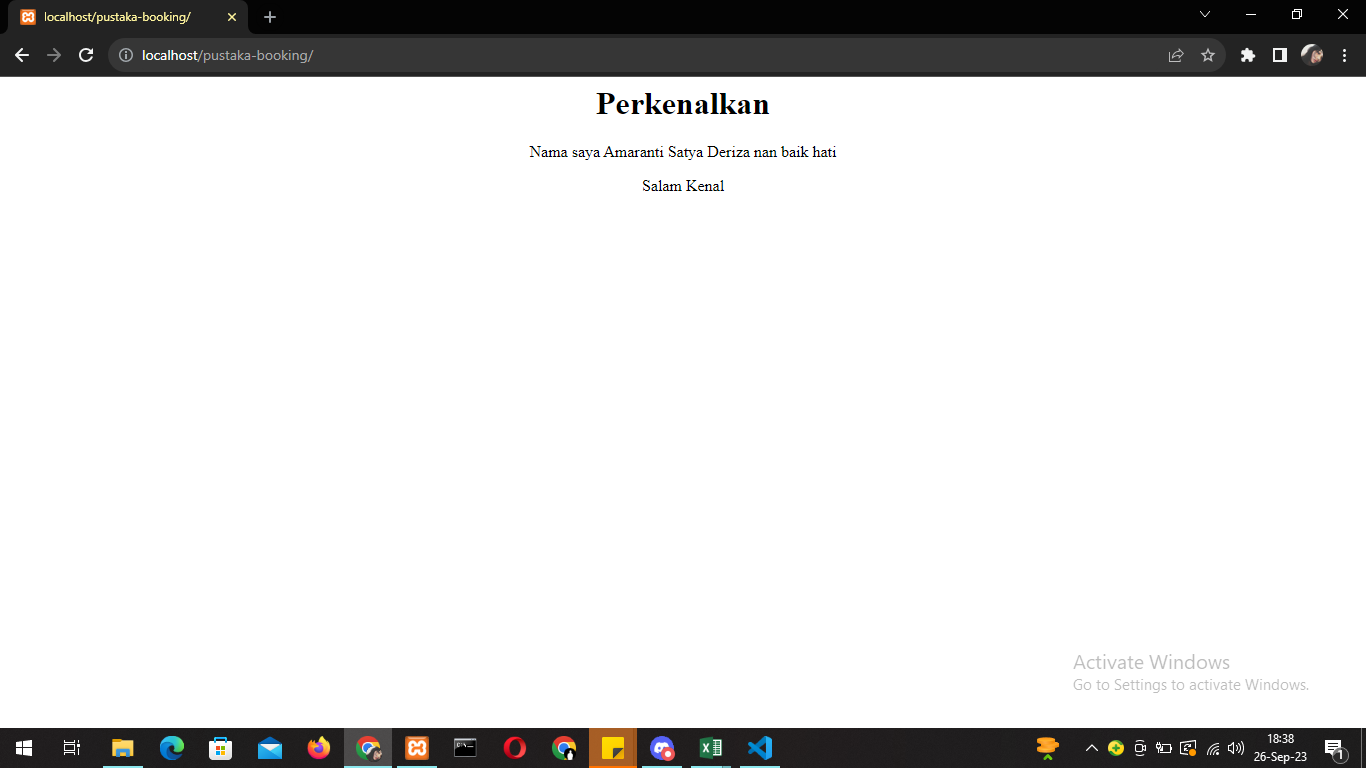 localhost/pustaka-booking/
localhost/pustaka-booking/
Perkenalkan
Nama saya Amaranti Satya Deriza nan baik hati
Salam Kenal
Activate Windows
Go to Settings to activate Windows.
18:38
26-Sep-23
1